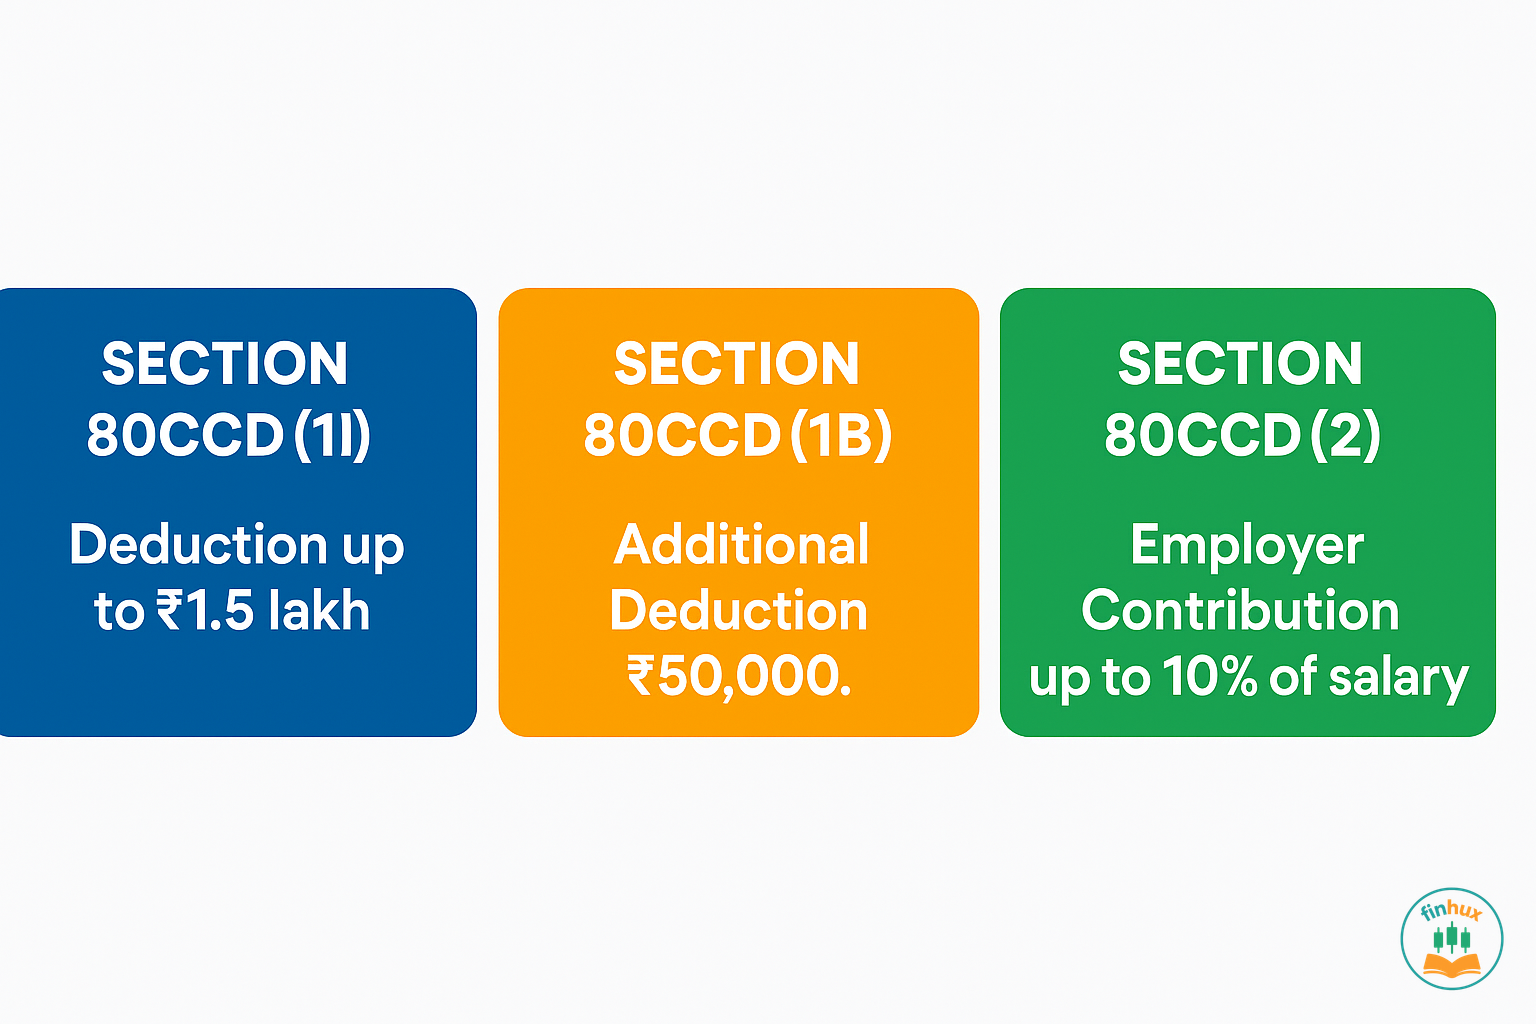 SECTION
80CCD (1I)
Deduction up
to ₹1.5 lakh
SECTION
80CCD (1B)
Additional
Deduction
₹50,000.
SECTION
80CCD (2)
Employer
Contribution
up to 10% of salary
finhux